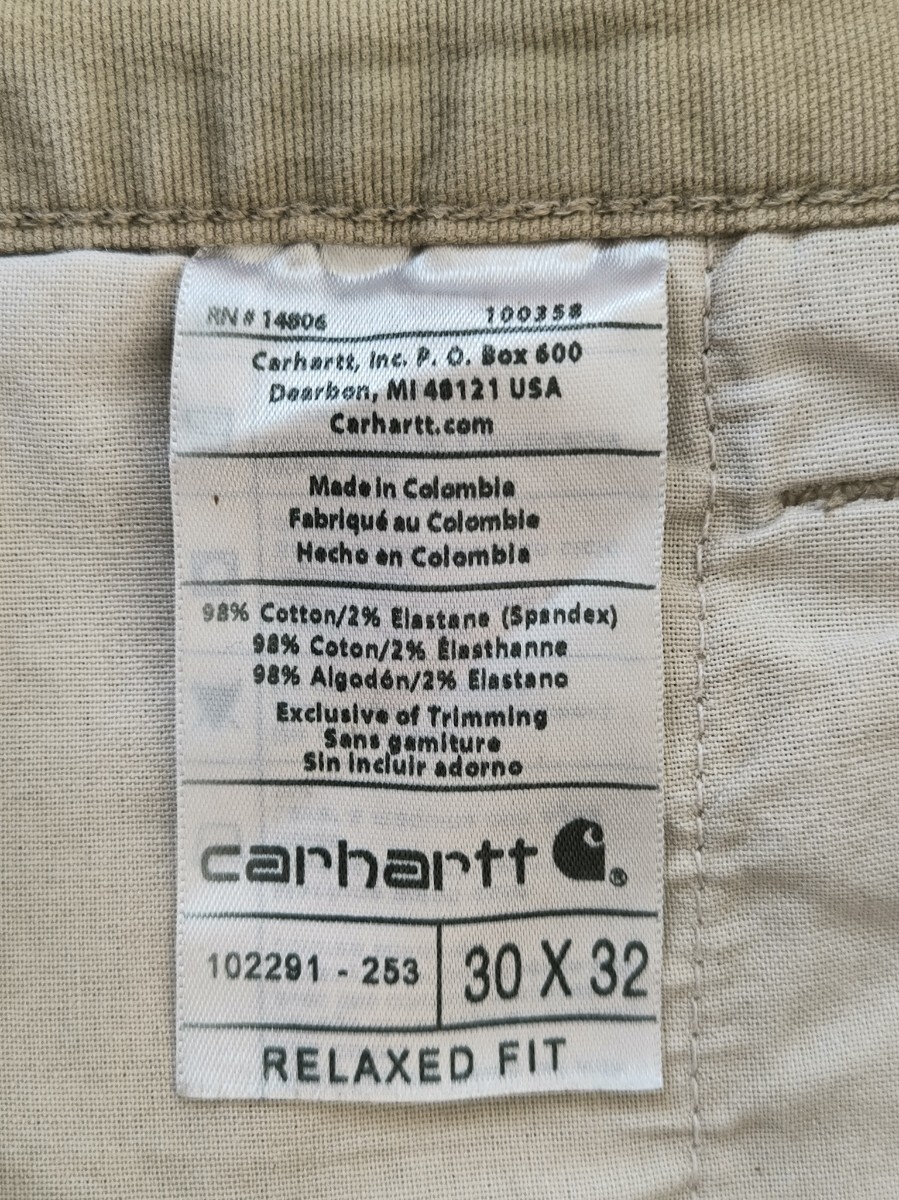 RN # 14806 100358
Carhartt, Inc. P. O. Box 600
Dearborn, MI 48121 USA
Carhartt.com
Made in Colombia
Fabriqué au Colombie
Hecho en Colombia
98% Cotton/2% Elastane (Spandex)
98% Coton/2% Élasthanne
98% Algodón/2% Elastano
Exclusive of Trimming
Sans garniture
Sin incluir adorno
carhartt
102291 - 253 30 X 32
RELAXED FIT